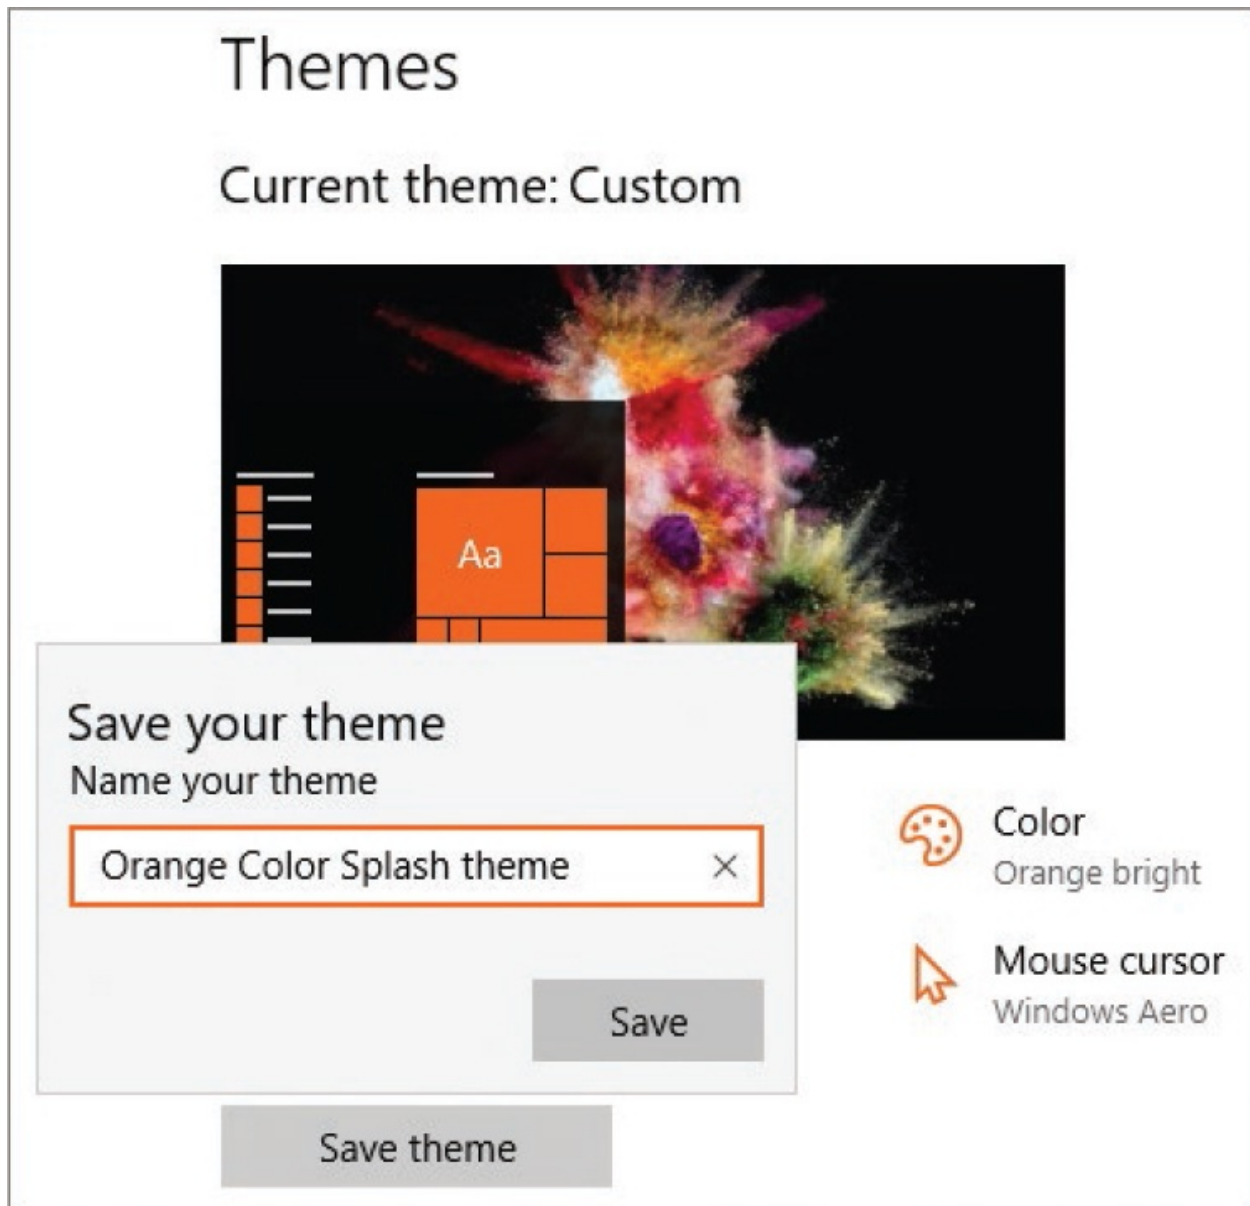 Themes
Current theme: Custom
Aa
Save your theme
Name your theme
Orange Color Splash theme
Save
Color
Orange bright
Mouse cursor
Windows Aero
Save theme